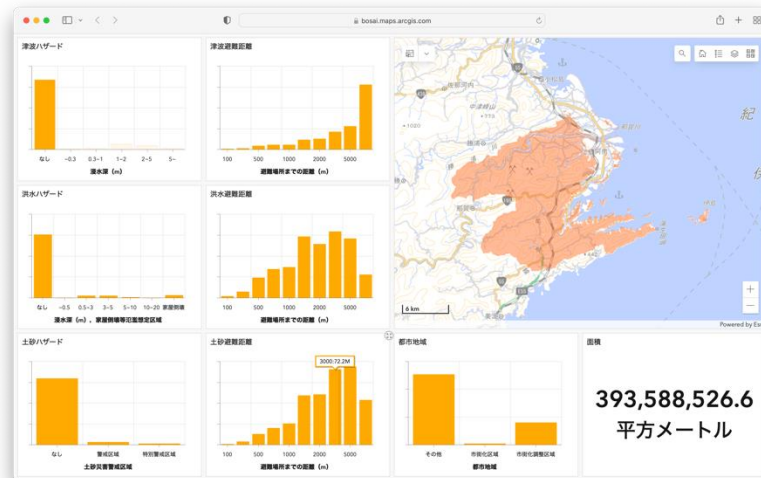 bosai.maps.arcgis.com
津波ハザード
なし ~0.3 0.3~1 1~2 2~5 5~
浸水深（m）
津波避難距離
100 500 1000 2000 5000
避難場所までの距離（m）
洪水ハザード
なし ~0.5 0.5~3 3~5 5~10 10~20 家屋倒壊
浸水深（m）, 家屋倒壊等氾濫想定区域
洪水避難距離
100 500 1000 2000 5000
避難場所までの距離（m）
紀
6 km
Powered by Esri
土砂ハザード
なし 警戒区域 特別警戒区域
土砂災害警戒区域
土砂避難距離
3000:72.2M
100 500 1000 2000 5000
避難場所までの距離（m）
都市地域
その他 市街化区域 市街化調整区域
都市地域
面積
393,588,526.6
平方メートル